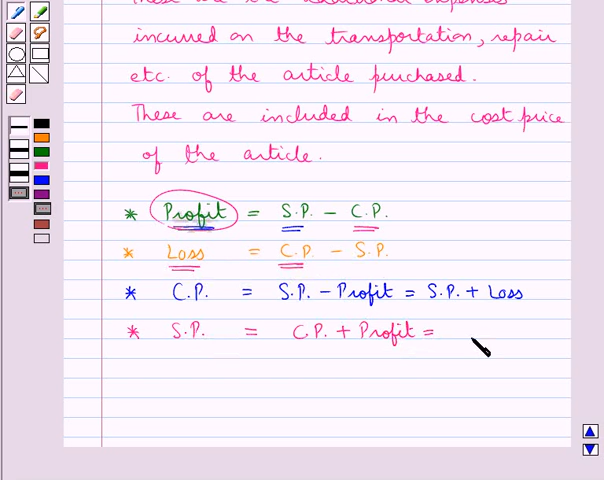 incurred on the transportation, repair
etc. of the article purchased.
These are included in the cost price
of the article.
* Profit = S.P. - C.P.
* Loss = C.P. - S.P.
* C.P. = S.P. - Profit = S.P. + Loss
* S.P. = C.P. + Profit =